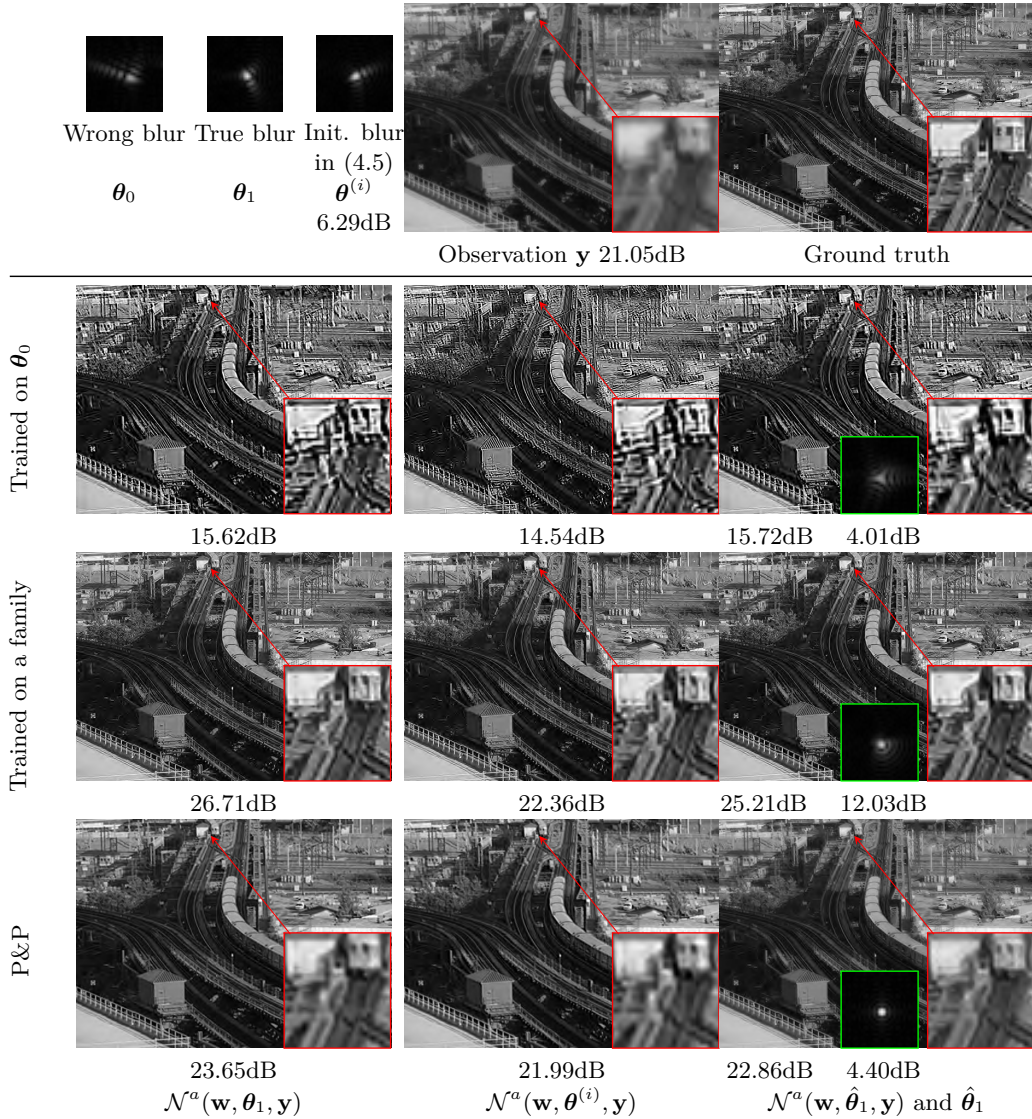 Wrong blur True blur Init. blur
in (4.5)
θ₀ θ₁ θ⁽ⁱ⁾
6.29dB
Observation y 21.05dB Ground truth
Trained on θ₀
15.62dB 14.54dB 15.72dB 4.01dB
Trained on a family
26.71dB 22.36dB 25.21dB 12.03dB
P&P
23.65dB 21.99dB 22.86dB 4.40dB
𝒩ᵃ(w, θ₁, y) 𝒩ᵃ(w, θ⁽ⁱ⁾, y) 𝒩ᵃ(w, θ̂₁, y) and θ̂₁